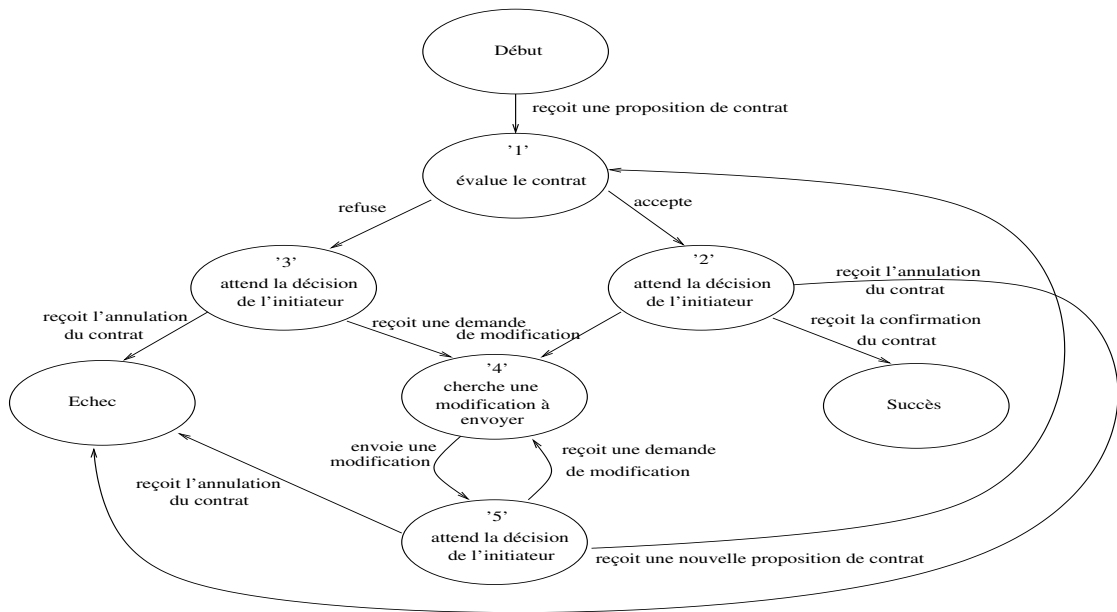 Début
reçoit une proposition de contrat
'1'
évalue le contrat
refuse
accepte
'3'
attend la décision
de l'initiateur
'2'
attend la décision
de l'initiateur
reçoit l'annulation
du contrat
reçoit l'annulation
du contrat
reçoit une demande
de modification
reçoit la confirmation
du contrat
'4'
cherche une
modification à
envoyer
Echec
Succès
envoie une
modification
reçoit une demande
de modification
reçoit l'annulation
du contrat
'5'
attend la décision
de l'initiateur
reçoit une nouvelle proposition de contrat